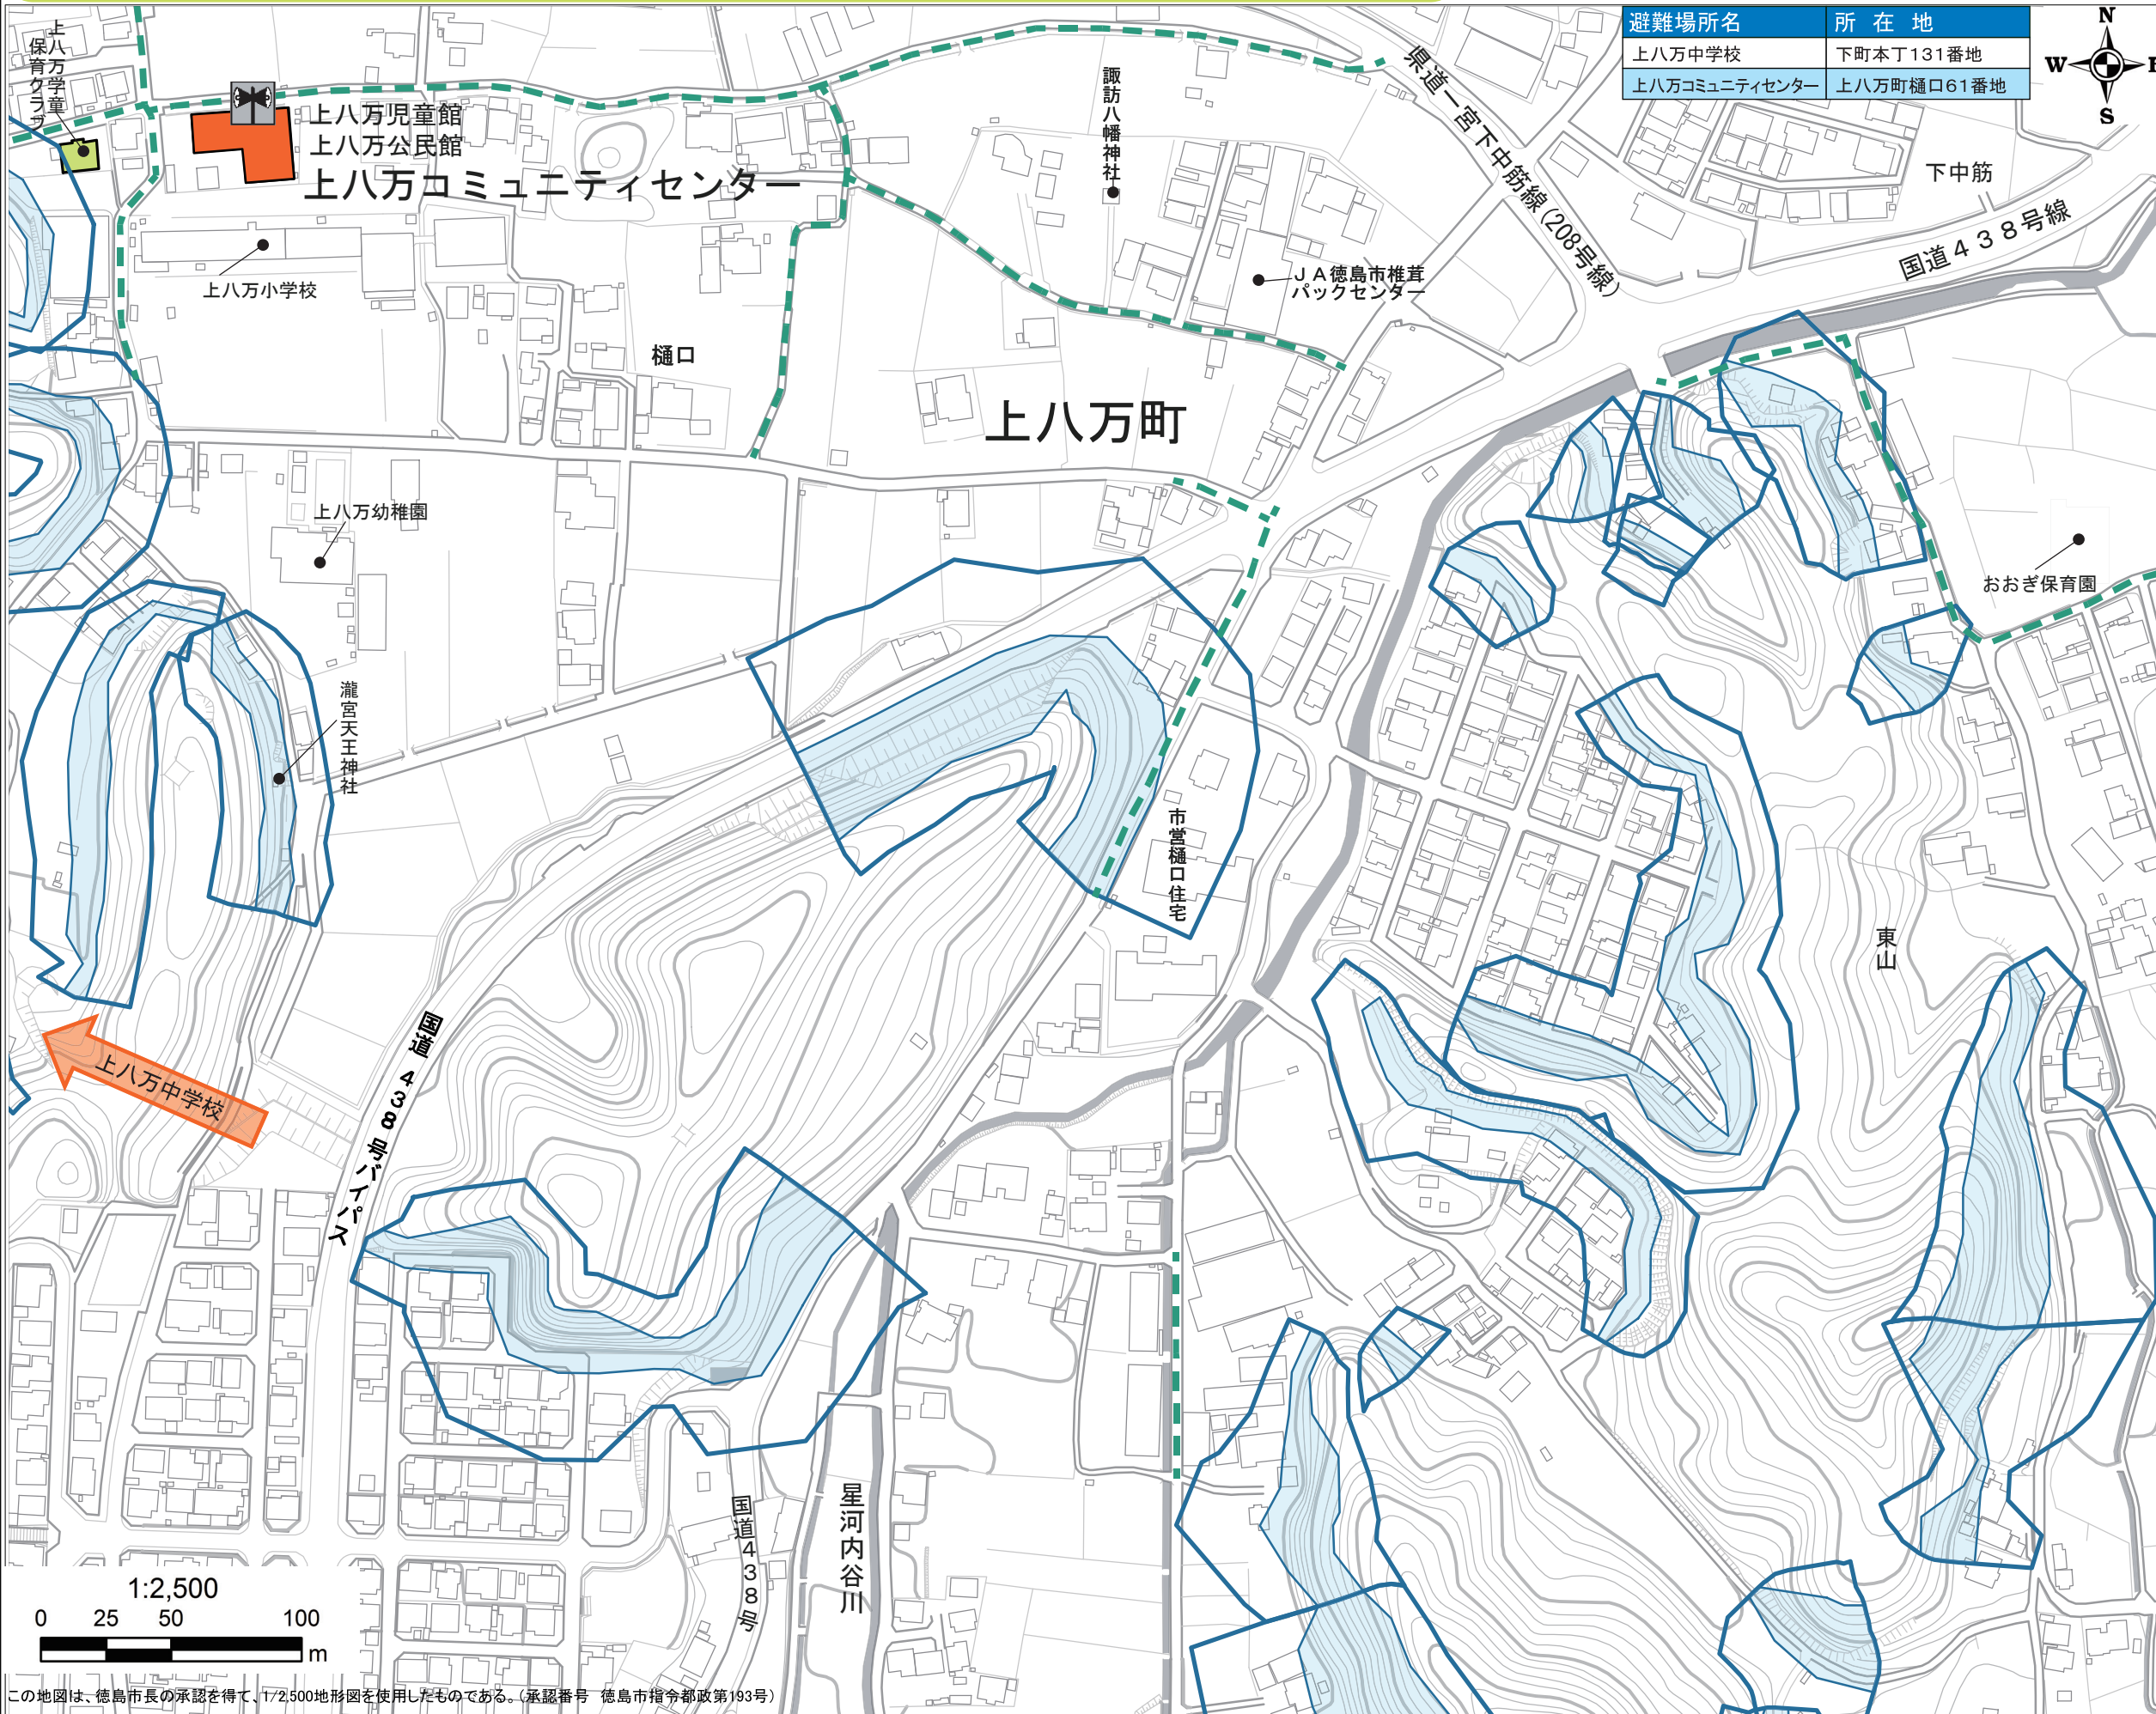 避難場所名 所在地
上八万中学校 下町本丁131番地
上八万コミュニティセンター 上八万町樋口61番地
N
W
E
S
上八万学童
保育クラブ
上八万児童館
上八万公民館
上八万コミュニティセンター
諏訪八幡神社
県道一宮下中筋線(208号線)
下中筋
国道438号線
JA徳島市椎茸
パックセンター
上八万小学校
樋口
上八万町
上八万幼稚園
おおぎ保育園
瀧宮天王神社
市営樋口住宅
東山
上八万中学校
国道438号バイパス
国道438号
星河内谷川
1:2,500
0 25 50 100
m
この地図は、徳島市長の承認を得て、1/2,500地形図を使用したものである。(承認番号 徳島市指令都政第193号)